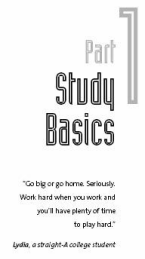 Part 1
Study
Basics
"Go big or go home. Seriously.
Work hard when you work and
you'll have plenty of time
to play hard."
Lydia, a straight-A college student